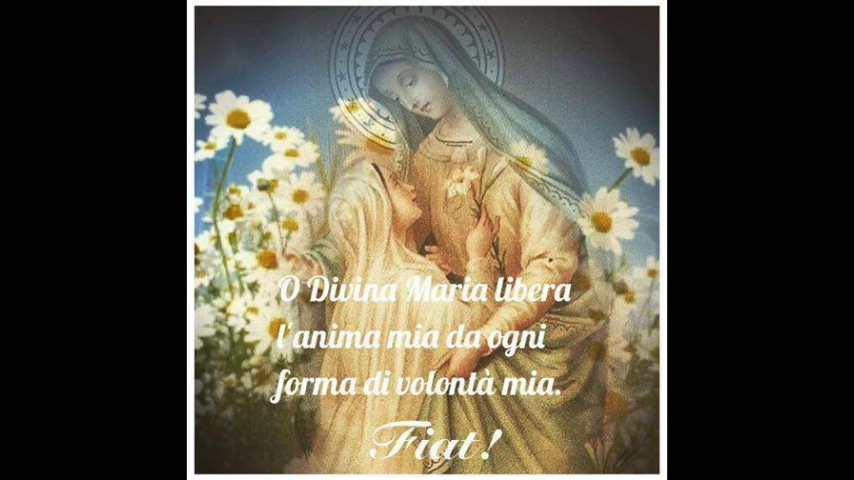 O Divina Maria libera
l'anima mia da ogni
forma di volontà mia.
Fiat!